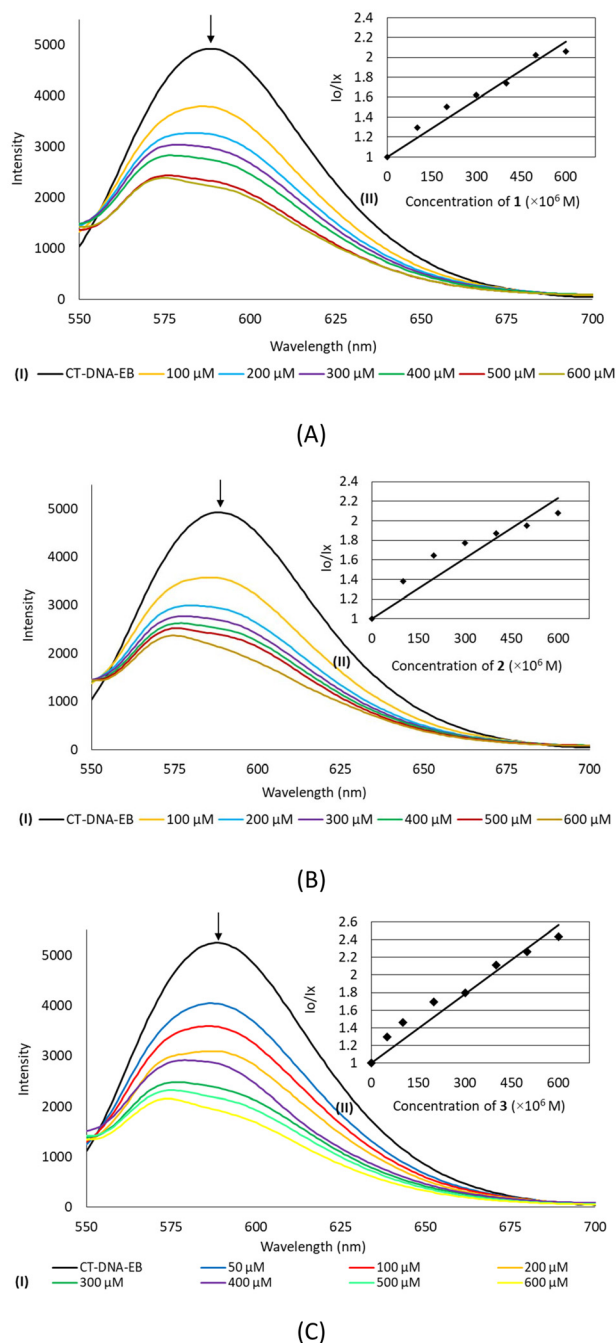 5000
4000
3000
2000
1000
0
Intensity
550 575 600 625 650 675 700
Wavelength (nm)
2.4
2.2
2
1.8
1.6
1.4
1.2
1
Io/Ix
0 150 300 450 600
(II)
Concentration of 1 (×10⁶ M)
(I) CT-DNA-EB 100 µM 200 µM 300 µM 400 µM 500 µM 600 µM
(A)
5000
4000
3000
2000
1000
0
Intensity
550 575 600 625 650 675 700
Wavelength (nm)
2.4
2.2
2
1.8
1.6
1.4
1.2
1
Io/Ix
0 150 300 450 600
(II)
Concentration of 2 (×10⁶ M)
(I) CT-DNA-EB 100 µM 200 µM 300 µM 400 µM 500 µM 600 µM
(B)
5000
4000
3000
2000
1000
0
Intensity
550 575 600 625 650 675 700
Wavelength (nm)
2.6
2.4
2.2
2
1.8
1.6
1.4
1.2
1
Io/Ix
0 150 300 450 600
(II)
Concentration of 3 (×10⁶ M)
CT-DNA-EB 50 µM 100 µM 200 µM
(I) 300 µM 400 µM 500 µM 600 µM
(C)